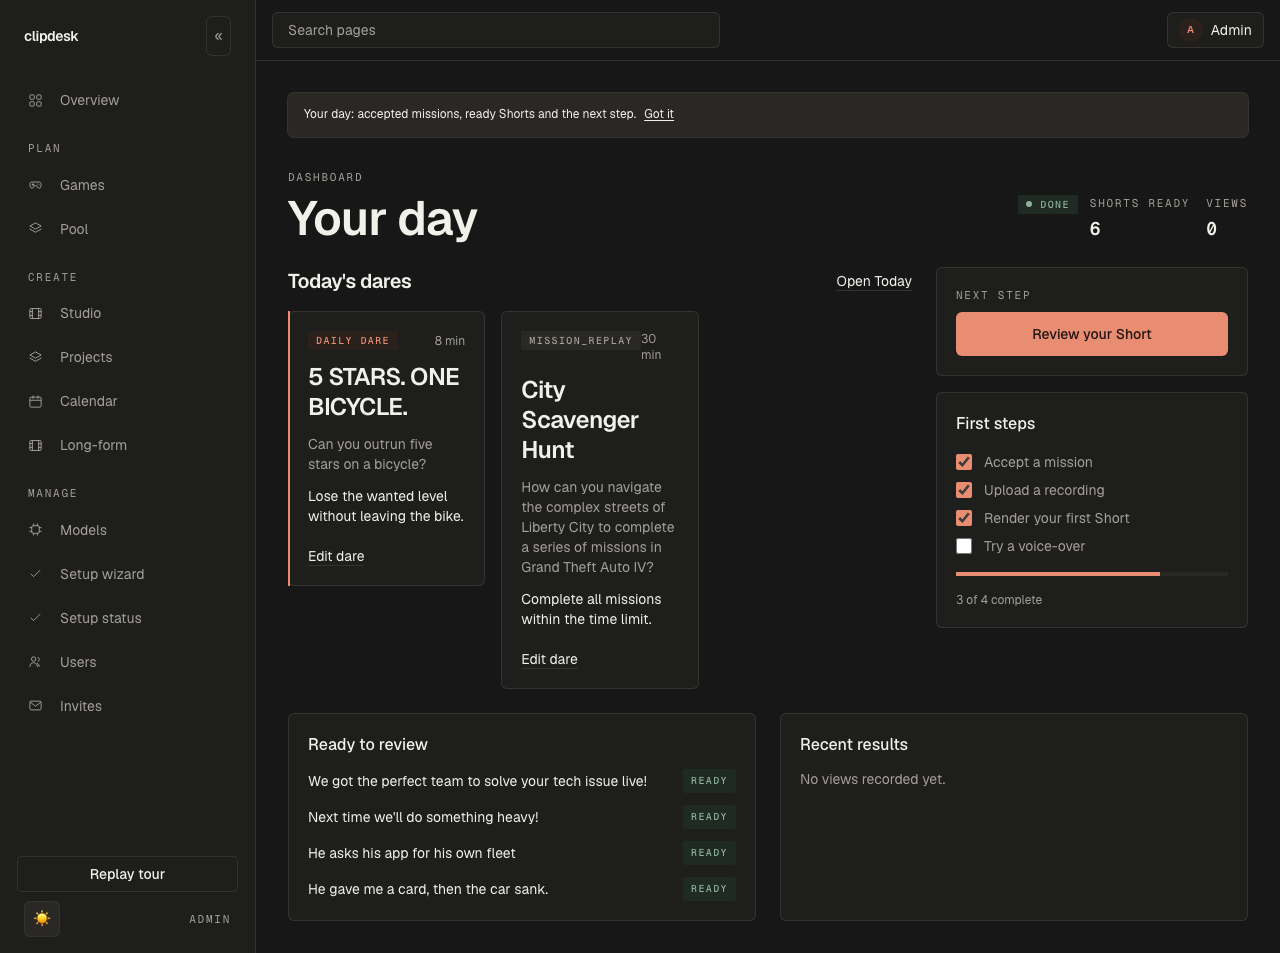 clipdesk
«
Search pages
A
Admin
Overview
PLAN
Games
Pool
CREATE
Studio
Projects
Calendar
Long-form
MANAGE
Models
Setup wizard
Setup status
Users
Invites
Replay tour
ADMIN
Your day: accepted missions, ready Shorts and the next step. Got it
DASHBOARD
Your day
DONE
SHORTS READY
6
VIEWS
0
Today's dares
Open Today
DAILY DARE
8 min
5 STARS. ONE
BICYCLE.
Can you outrun five
stars on a bicycle?
Lose the wanted level
without leaving the bike.
Edit dare
MISSION_REPLAY
30
min
City
Scavenger
Hunt
How can you navigate
the complex streets of
Liberty City to complete
a series of missions in
Grand Theft Auto IV?
Complete all missions
within the time limit.
Edit dare
NEXT STEP
Review your Short
First steps
Accept a mission
Upload a recording
Render your first Short
Try a voice-over
3 of 4 complete
Ready to review
We got the perfect team to solve your tech issue live! READY
Next time we'll do something heavy! READY
He asks his app for his own fleet READY
He gave me a card, then the car sank. READY
Recent results
No views recorded yet.